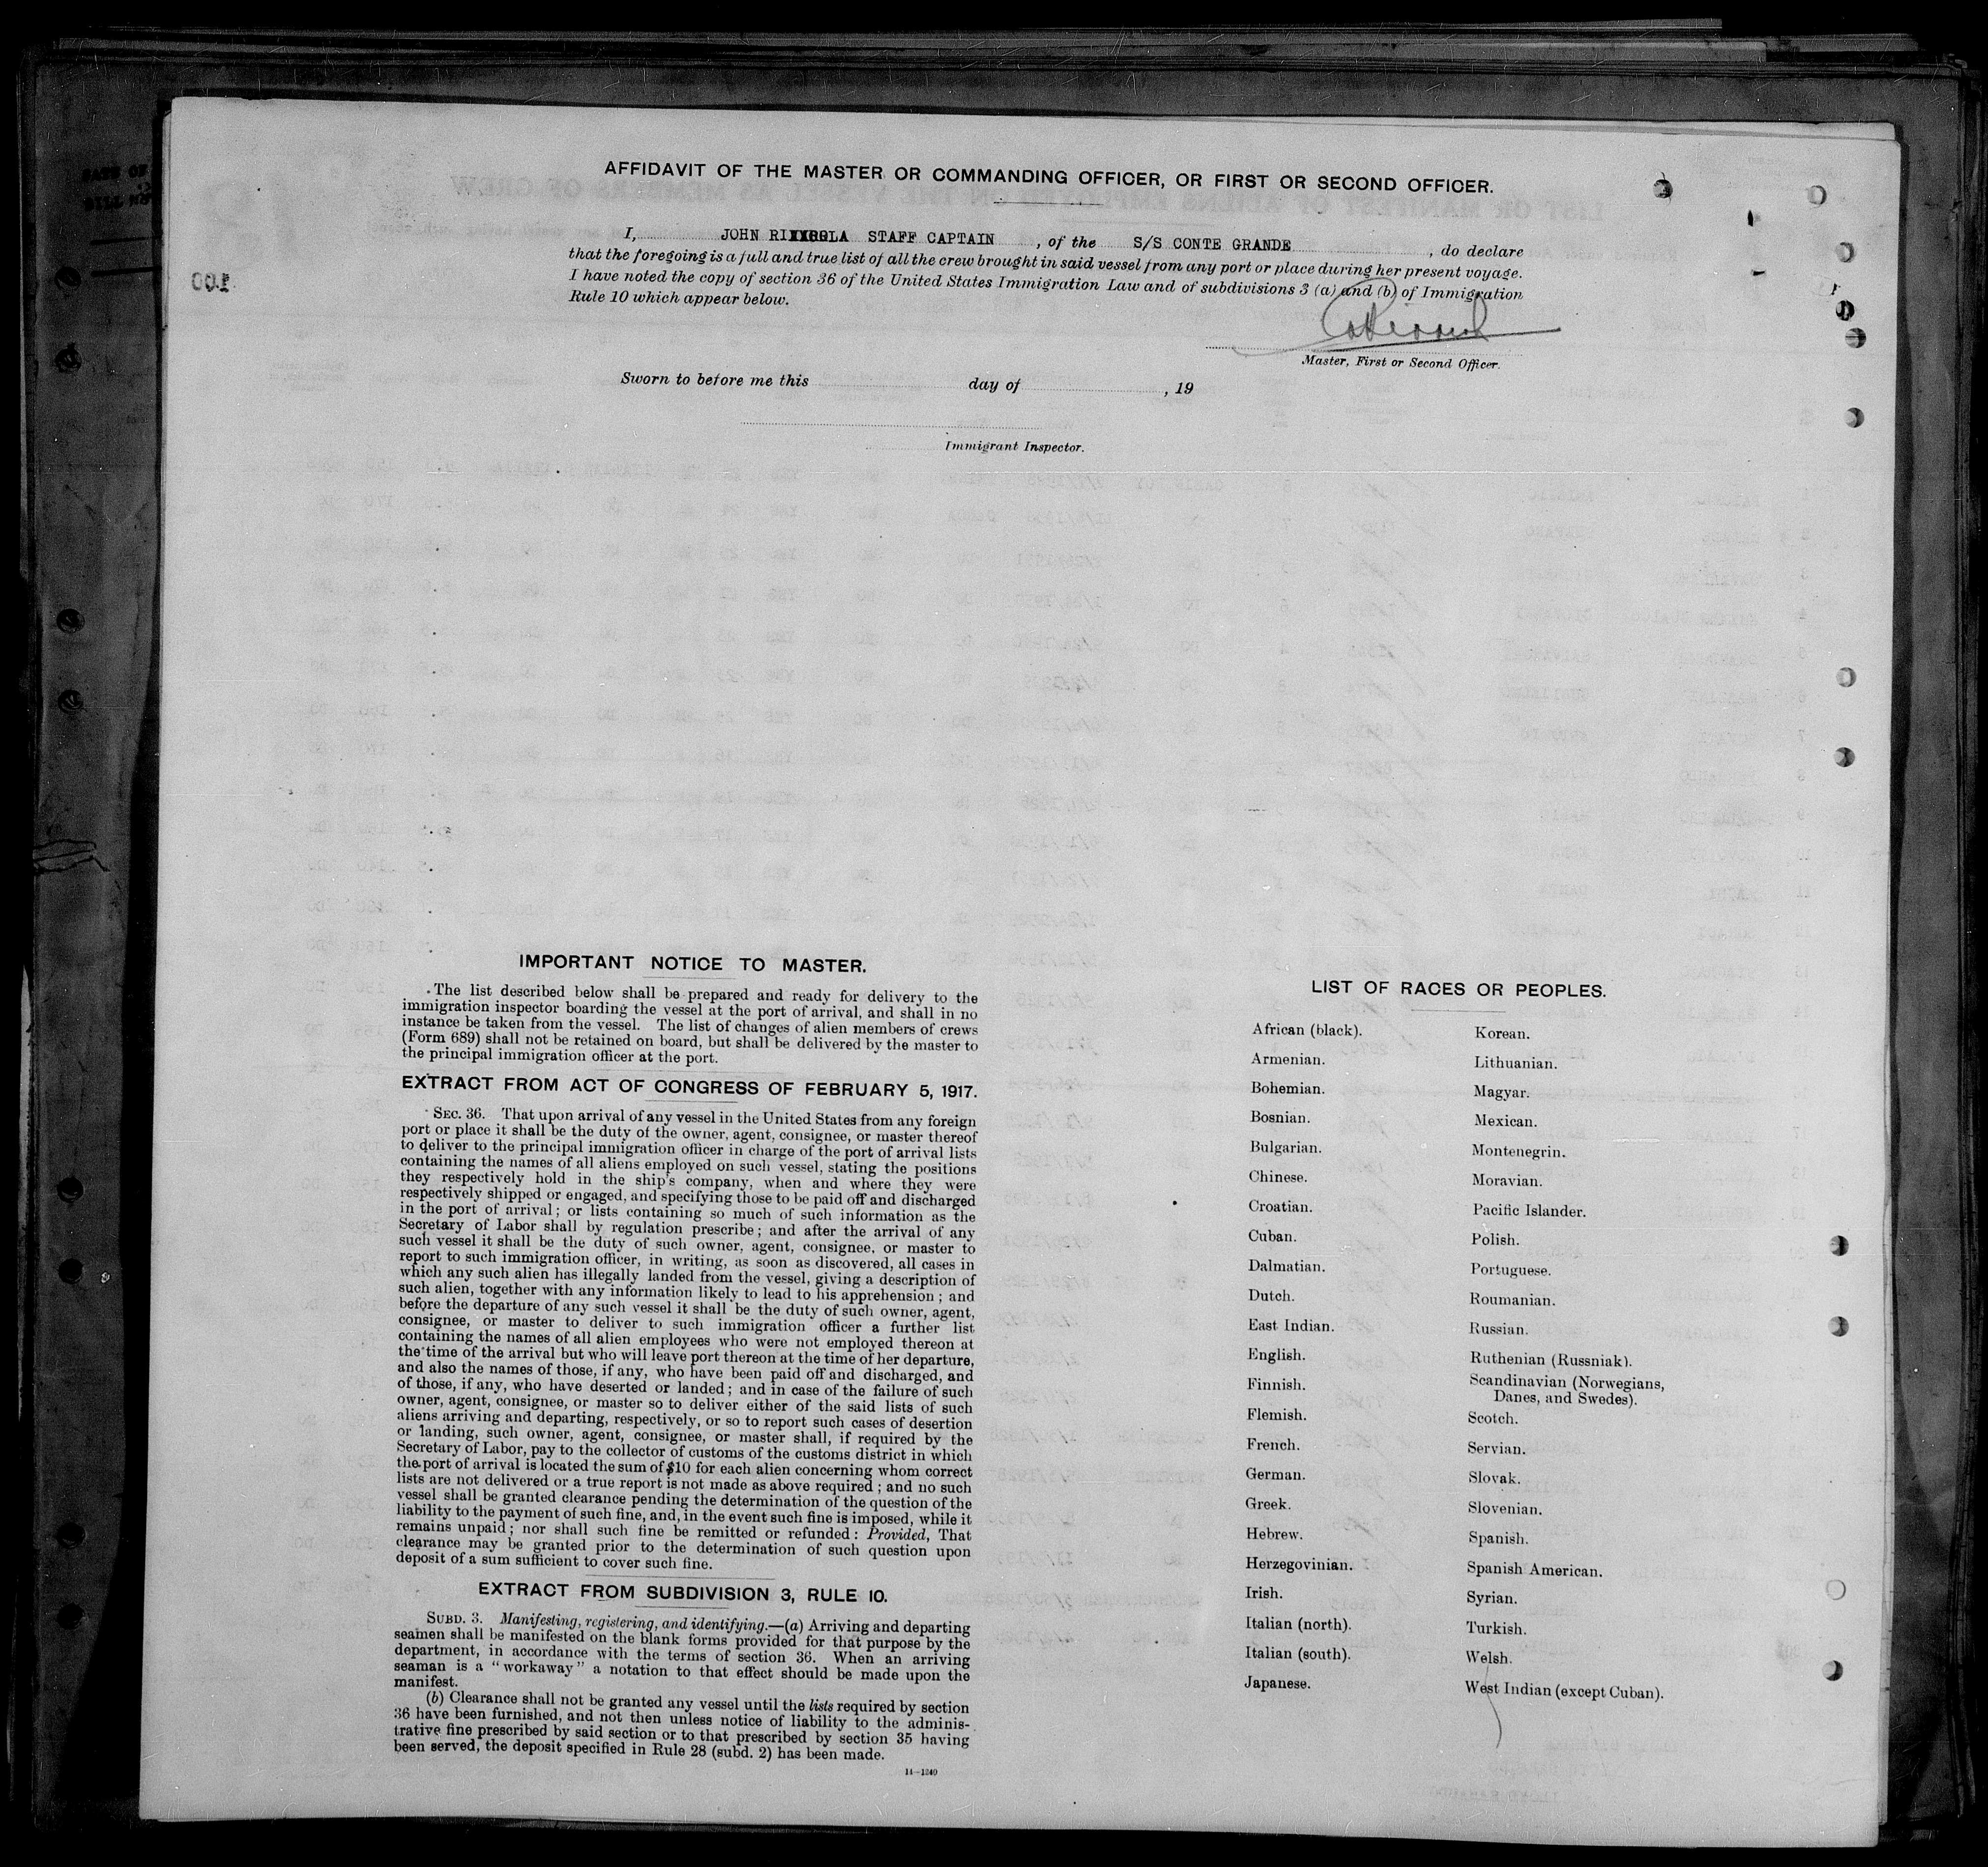 AFFIDAVIT OF THE MASTER OR COMMANDING OFFICER, OR FIRST OR SECOND OFFICER.
I, JOHN STAFF CAPTAIN , of the S/S CONTE GRANDE , do declare
that the foregoing is a full and true list of all the crew brought in said vessel from any port or place during her present voyage.
I have noted the copy of section 36 of the United States Immigration Law and of subdivisions 3 (a) and (b) of Immigration
Rule 10 which appear below.
Master, First or Second Officer.
Sworn to before me this day of , 19
Immigrant Inspector.
IMPORTANT NOTICE TO MASTER.
The list described below shall be prepared and ready for delivery to the
immigration inspector boarding the vessel at the port of arrival, and shall in no
instance be taken from the vessel. The list of changes of alien members of crews
(Form 689) shall not be retained on board, but shall be delivered by the master to
the principal immigration officer at the port.
EXTRACT FROM ACT OF CONGRESS OF FEBRUARY 5, 1917.
SEC. 36. That upon arrival of any vessel in the United States from any foreign
port or place it shall be the duty of the owner, agent, consignee, or master thereof
to deliver to the principal immigration officer in charge of the port of arrival lists
containing the names of all aliens employed on such vessel, stating the positions
they respectively hold in the ship's company, when and where they were
respectively shipped or engaged, and specifying those to be paid off and discharged
in the port of arrival; or lists containing so much of such information as the
Secretary of Labor shall by regulation prescribe; and after the arrival of any
such vessel it shall be the duty of such owner, agent, consignee, or master to
report to such immigration officer, in writing, as soon as discovered, all cases in
which any such alien has illegally landed from the vessel, giving a description of
such alien, together with any information likely to lead to his apprehension; and
before the departure of any such vessel it shall be the duty of such owner, agent,
consignee, or master to deliver to such immigration officer a further list
containing the names of all alien employees who were not employed thereon at
the time of the arrival but who will leave port thereon at the time of her departure,
and also the names of those, if any, who have been paid off and discharged, and
of those, if any, who have deserted or landed; and in case of the failure of such
owner, agent, consignee, or master so to deliver either of the said lists of such
aliens arriving and departing, respectively, or so to report such cases of desertion
or landing, such owner, agent, consignee, or master shall, if required by the
Secretary of Labor, pay to the collector of customs of the customs district in which
the port of arrival is located the sum of $10 for each alien concerning whom correct
lists are not delivered or a true report is not made as above required; and no such
vessel shall be granted clearance pending the determination of the question of the
liability to the payment of such fine, and, in the event such fine is imposed, while it
remains unpaid; nor shall such fine be remitted or refunded: Provided, That
clearance may be granted prior to the determination of such question upon
deposit of a sum sufficient to cover such fine.
EXTRACT FROM SUBDIVISION 3, RULE 10.
SUBD. 3. Manifesting, registering, and identifying.—(a) Arriving and departing
seamen shall be manifested on the blank forms provided for that purpose by the
department, in accordance with the terms of section 36. When an arriving
seaman is a "workaway" a notation to that effect should be made upon the
manifest.
(b) Clearance shall not be granted any vessel until the lists required by section
36 have been furnished, and not then unless notice of liability to the adminis-
trative fine prescribed by said section or to that prescribed by section 35 having
been served, the deposit specified in Rule 28 (subd. 2) has been made.
14—1240
LIST OF RACES OR PEOPLES.
African (black).
Armenian.
Bohemian.
Bosnian.
Bulgarian.
Chinese.
Croatian.
Cuban.
Dalmatian.
Dutch.
East Indian.
English.
Finnish.
Flemish.
French.
German.
Greek.
Hebrew.
Herzegovinian.
Irish.
Italian (north).
Italian (south).
Japanese.
Korean.
Lithuanian.
Magyar.
Mexican.
Montenegrin.
Moravian.
Pacific Islander.
Polish.
Portuguese.
Roumanian.
Russian.
Ruthenian (Russniak).
Scandinavian (Norwegians,
Danes, and Swedes).
Scotch.
Servian.
Slovak.
Slovenian.
Spanish.
Spanish American.
Syrian.
Turkish.
Welsh.
West Indian (except Cuban).